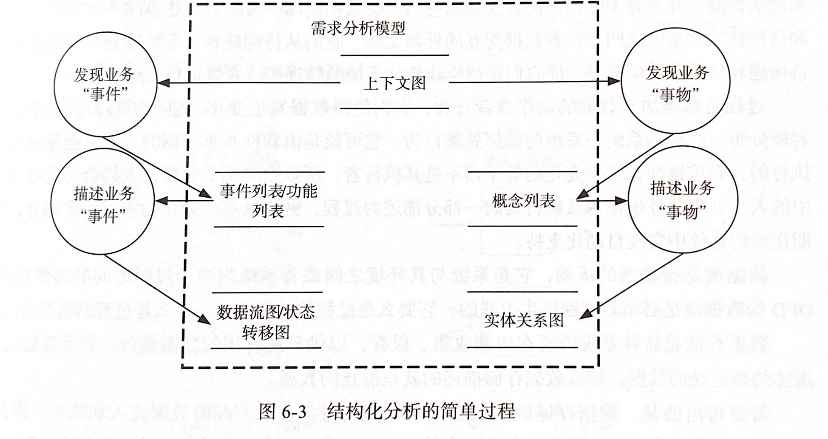 需求分析模型
发现业务
“事件”
上下文图
发现业务
“事物”
描述业务
“事件”
事件列表/功能
列表
概念列表
描述业务
“事物”
数据流图/状态
转移图
实体关系图
图 6-3 结构化分析的简单过程